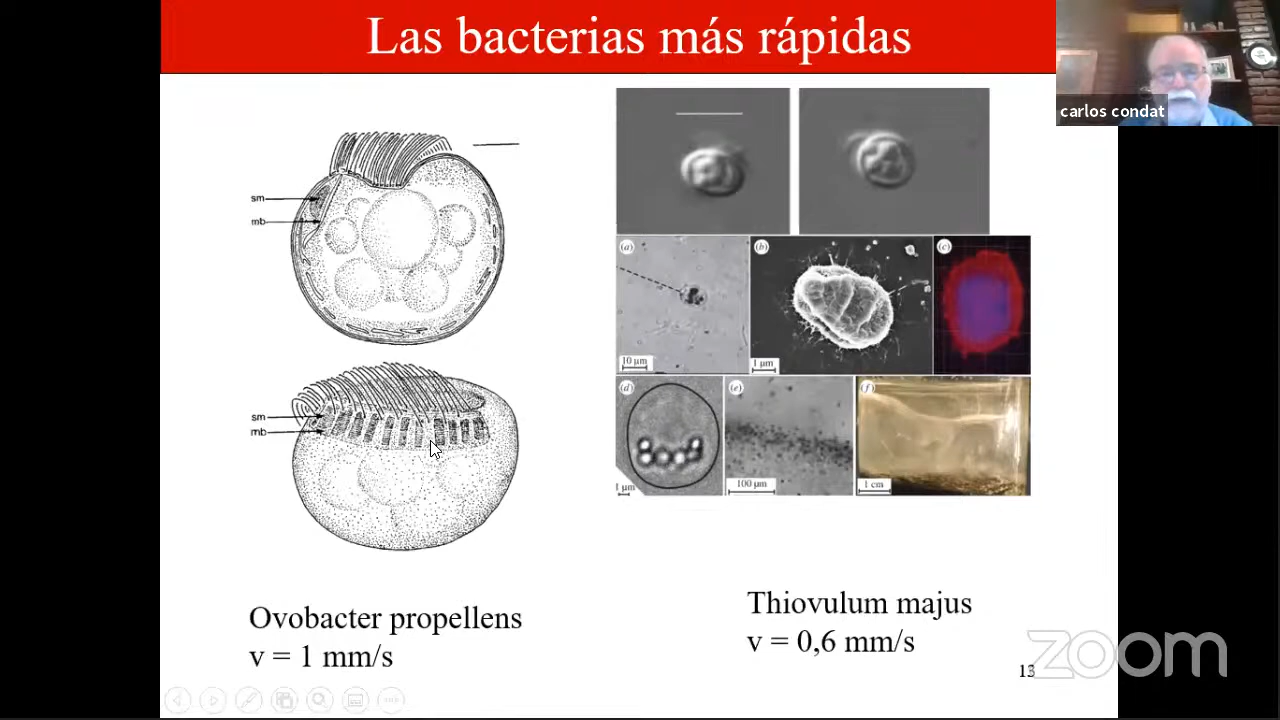 Las bacterias más rápidas
carlos condat
sm
mb
sm
mb
(a)
10 µm
(b)
1 µm
(c)
(d)
1 µm
(e)
100 µm
(f)
1 cm
Ovobacter propellens
v = 1 mm/s
Thiovulum majus
v = 0,6 mm/s
13
zoom